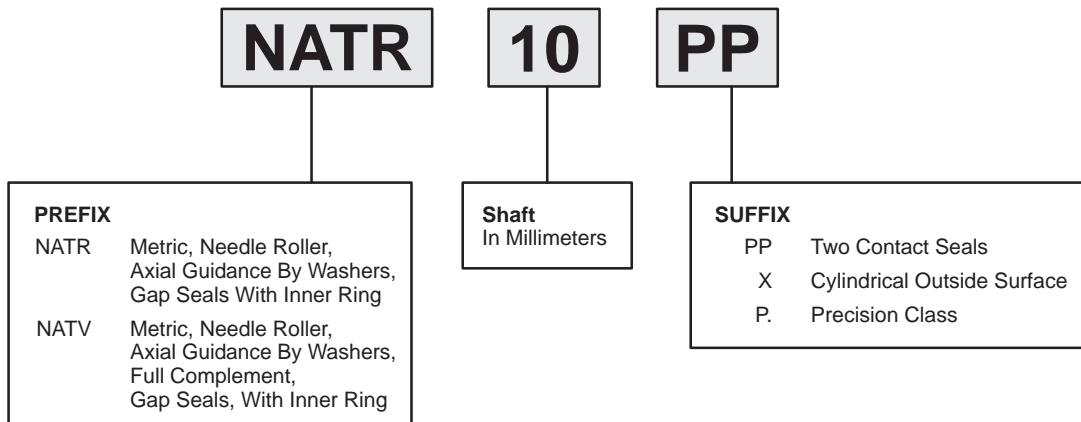 NATR 10 PP
PREFIX
NATR Metric, Needle Roller,
Axial Guidance By Washers,
Gap Seals With Inner Ring
NATV Metric, Needle Roller,
Axial Guidance By Washers,
Full Complement,
Gap Seals, With Inner Ring
Shaft
In Millimeters
SUFFIX
PP Two Contact Seals
X Cylindrical Outside Surface
P. Precision Class